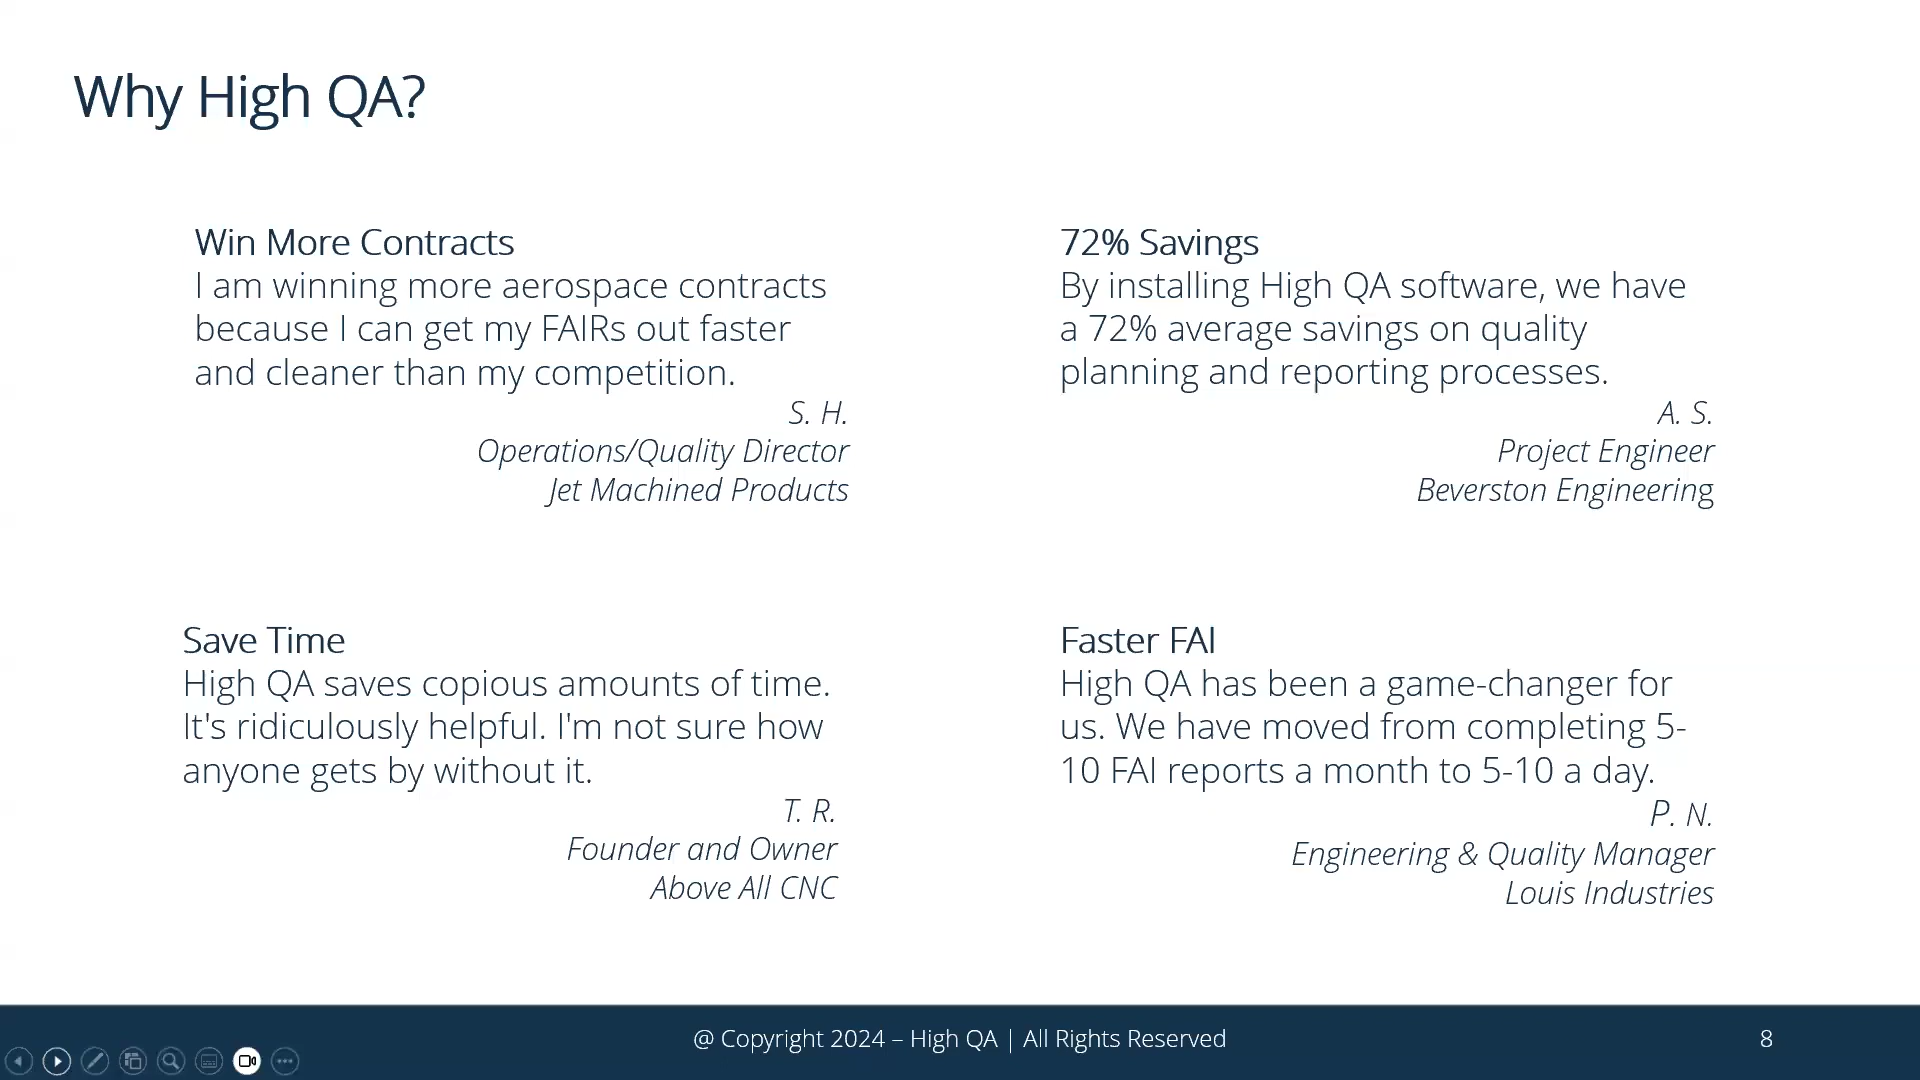 Why High QA?
Win More Contracts
I am winning more aerospace contracts
because I can get my FAIRs out faster
and cleaner than my competition.
S. H.
Operations/Quality Director
Jet Machined Products
72% Savings
By installing High QA software, we have
a 72% average savings on quality
planning and reporting processes.
A. S.
Project Engineer
Beverston Engineering
Save Time
High QA saves copious amounts of time.
It's ridiculously helpful. I'm not sure how
anyone gets by without it.
T. R.
Founder and Owner
Above All CNC
Faster FAI
High QA has been a game-changer for
us. We have moved from completing 5-
10 FAI reports a month to 5-10 a day.
P. N.
Engineering & Quality Manager
Louis Industries
@ Copyright 2024 – High QA | All Rights Reserved
8